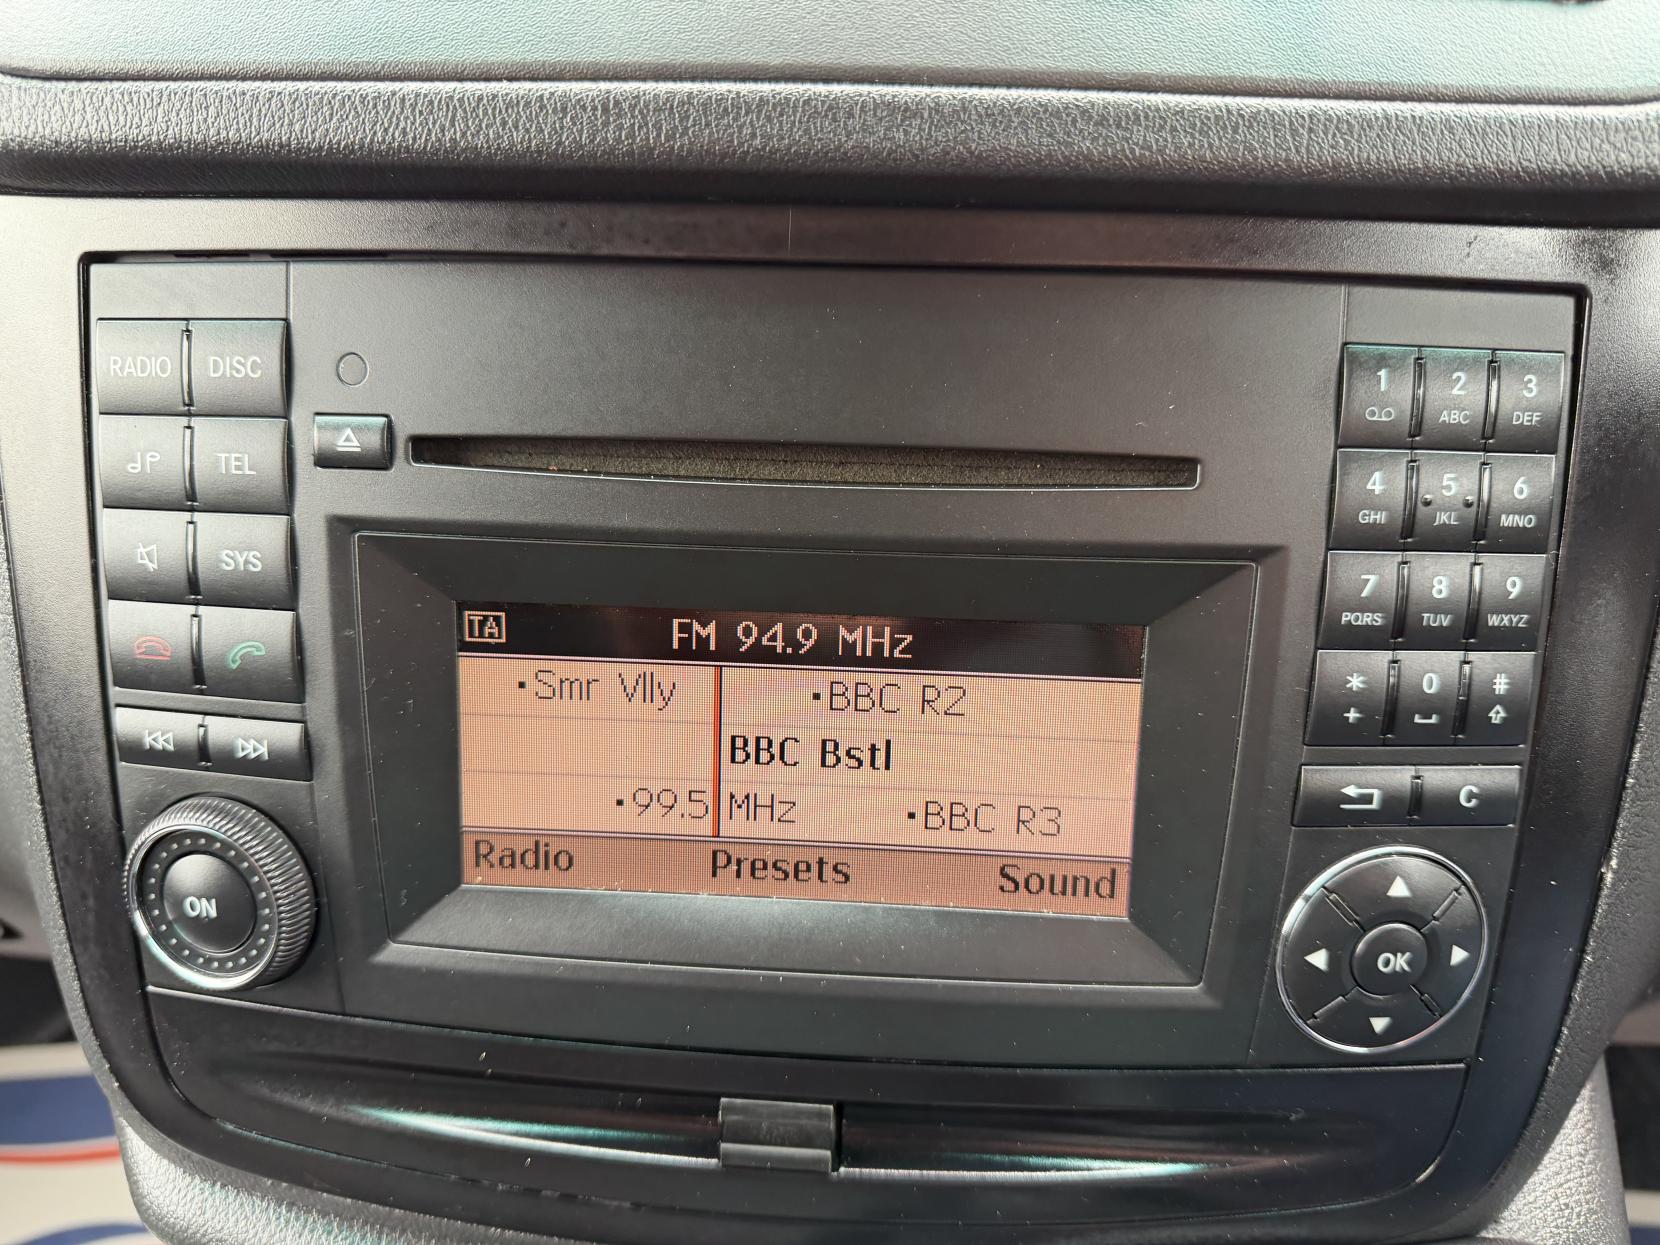 RADIO DISC
TEL
SYS
ON
TA FM 94.9 MHz
•Smr Vlly •BBC R2
BBC Bstl
•99.5 MHz •BBC R3
Radio Presets Sound
1 2 3
ABC DEF
4 5 6
GHI JKL MNO
7 8 9
PQRS TUV WXYZ
* 0 #
+
C
OK